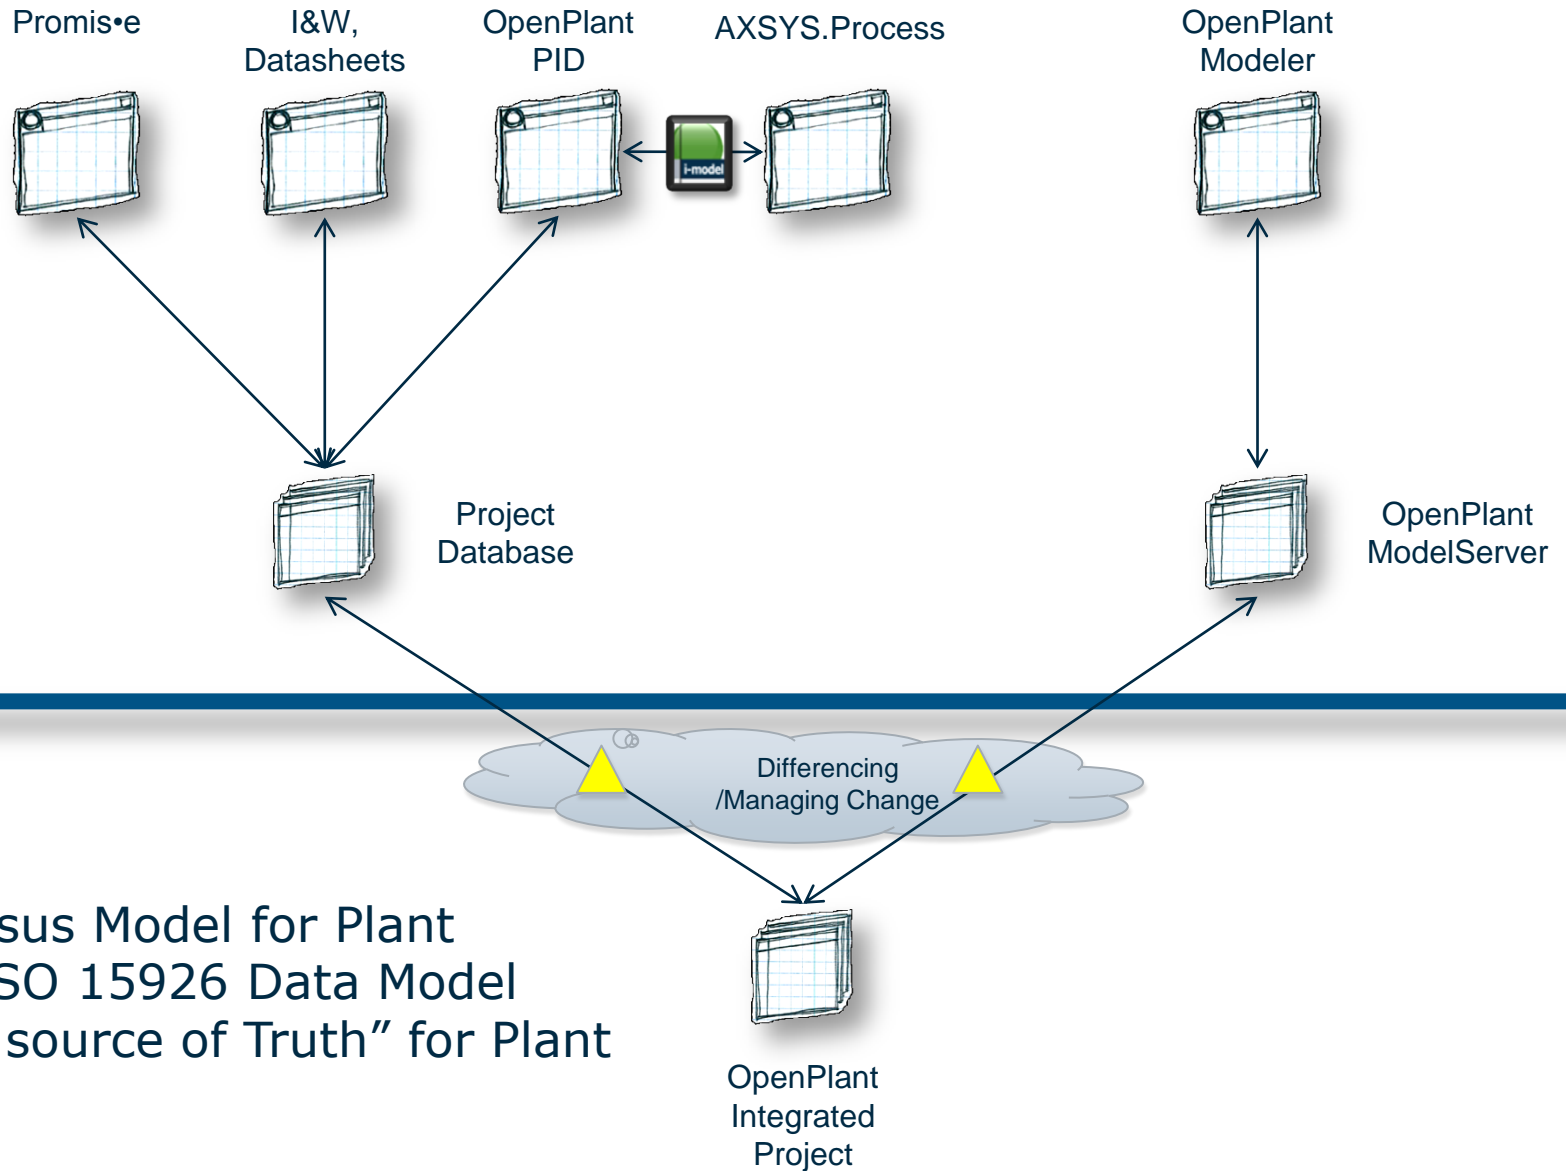 Promis•e
I&W,
Datasheets
OpenPlant
PID
AXSYS.Process
OpenPlant
Modeler
i-model
Project
Database
OpenPlant
ModelServer
Differencing
/Managing Change
sus Model for Plant
SO 15926 Data Model
source of Truth” for Plant
OpenPlant
Integrated
Project